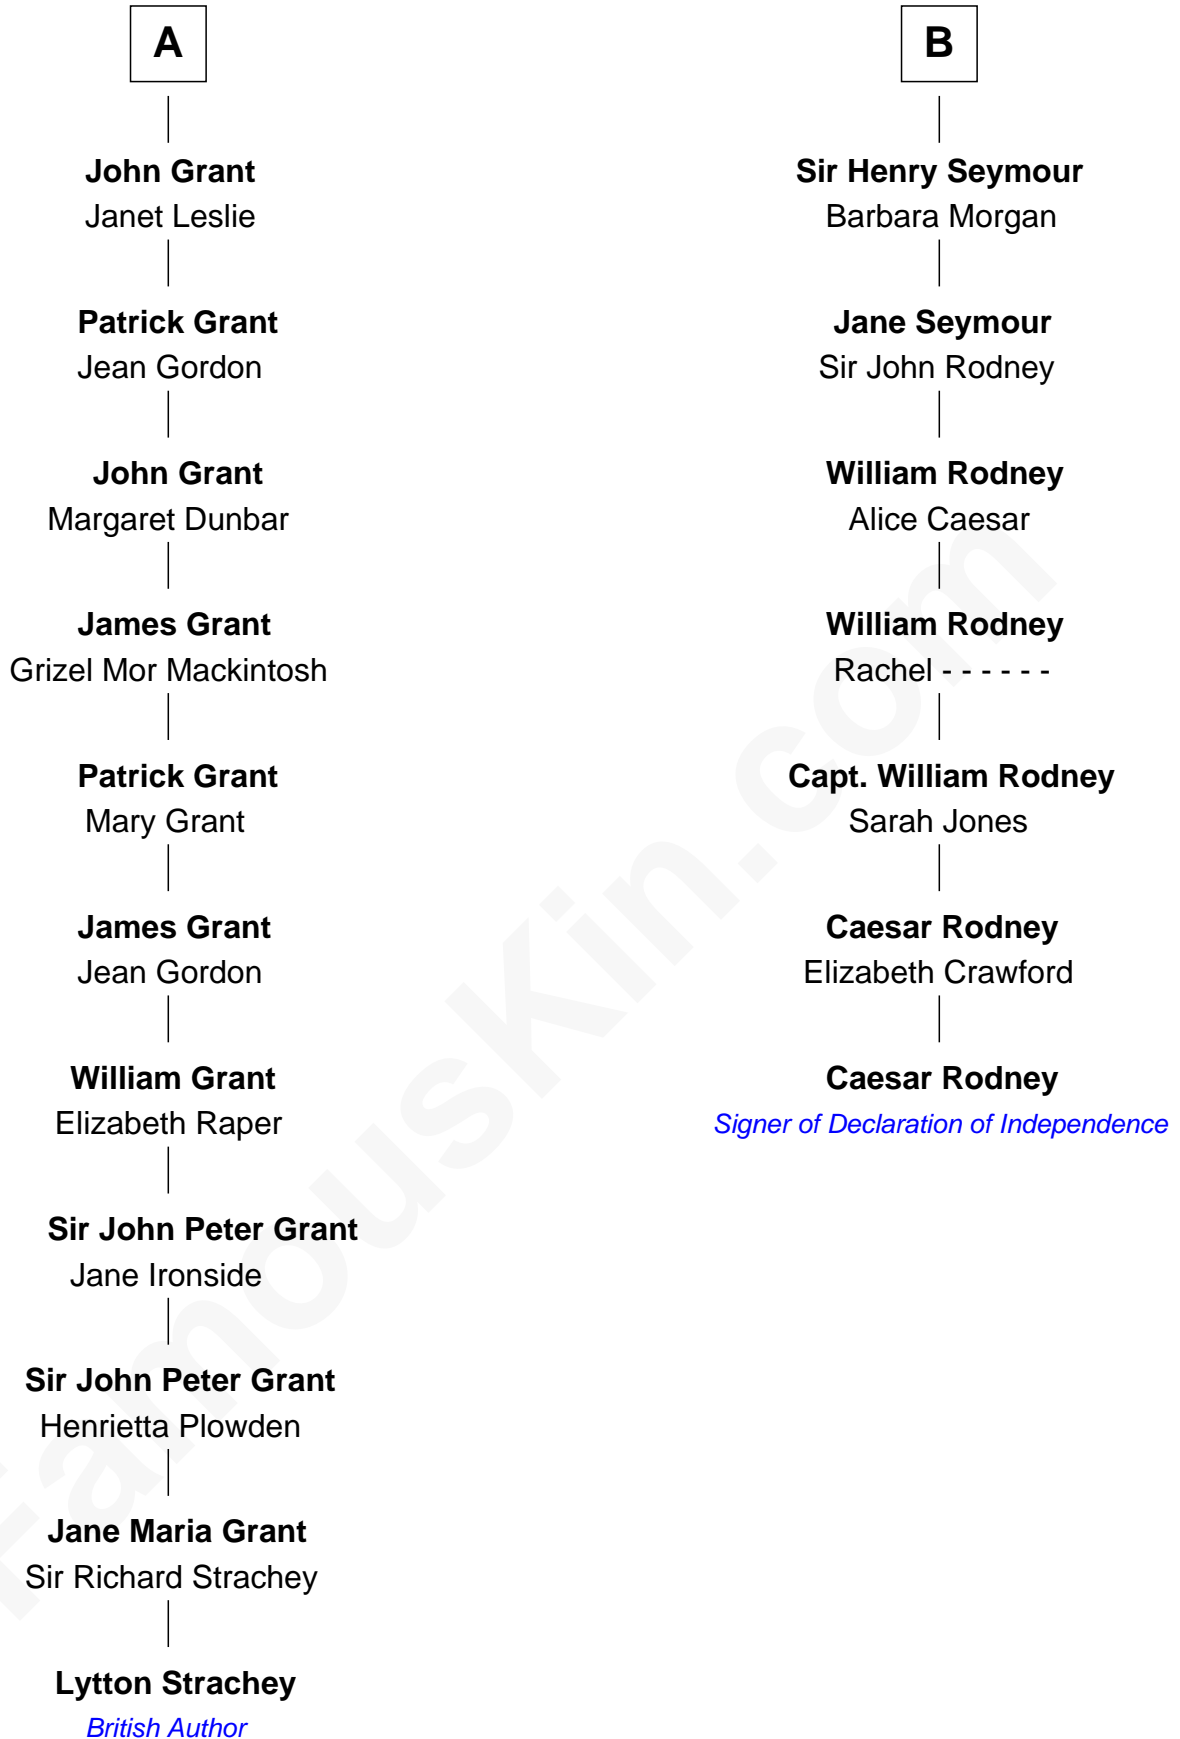 A
John Grant
Janet Leslie
Patrick Grant
Jean Gordon
John Grant
Margaret Dunbar
James Grant
Grizel Mor Mackintosh
Patrick Grant
Mary Grant
James Grant
Jean Gordon
William Grant
Elizabeth Raper
Sir John Peter Grant
Jane Ironside
Sir John Peter Grant
Henrietta Plowden
Jane Maria Grant
Sir Richard Strachey
Lytton Strachey
British Author
B
Sir Henry Seymour
Barbara Morgan
Jane Seymour
Sir John Rodney
William Rodney
Alice Caesar
William Rodney
Rachel - - - - - -
Capt. William Rodney
Sarah Jones
Caesar Rodney
Elizabeth Crawford
Caesar Rodney
Signer of Declaration of Independence
FamousKin.com